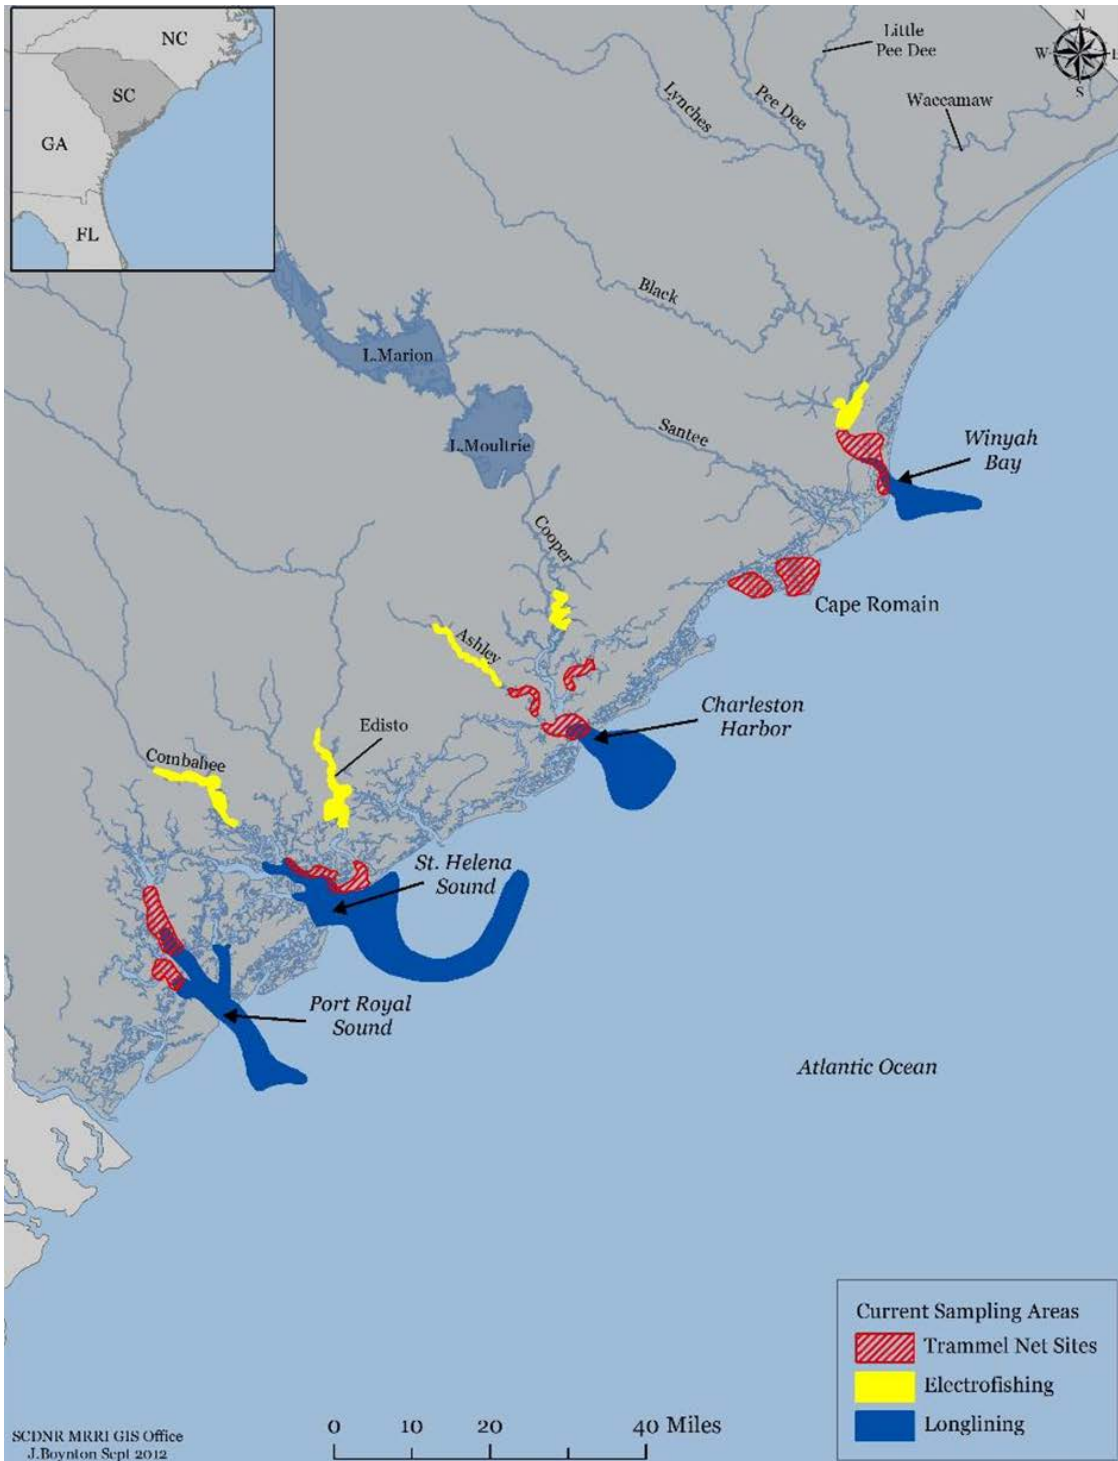 NC
SC
GA
FL
Little
Pee Dee
N
W
E
S
Waccamaw
Lynches
Pee Dee
Black
L.Marion
L.Moultrie
Santee
Winyah
Bay
Cooper
Cape Romain
Ashley
Charleston
Harbor
Edisto
Combahee
St. Helena
Sound
Port Royal
Sound
Atlantic Ocean
Current Sampling Areas
Trammel Net Sites
Electrofishing
Longlining
0 10 20 40 Miles
SCDNR MRRI GIS Office
J.Boynton Sept 2012